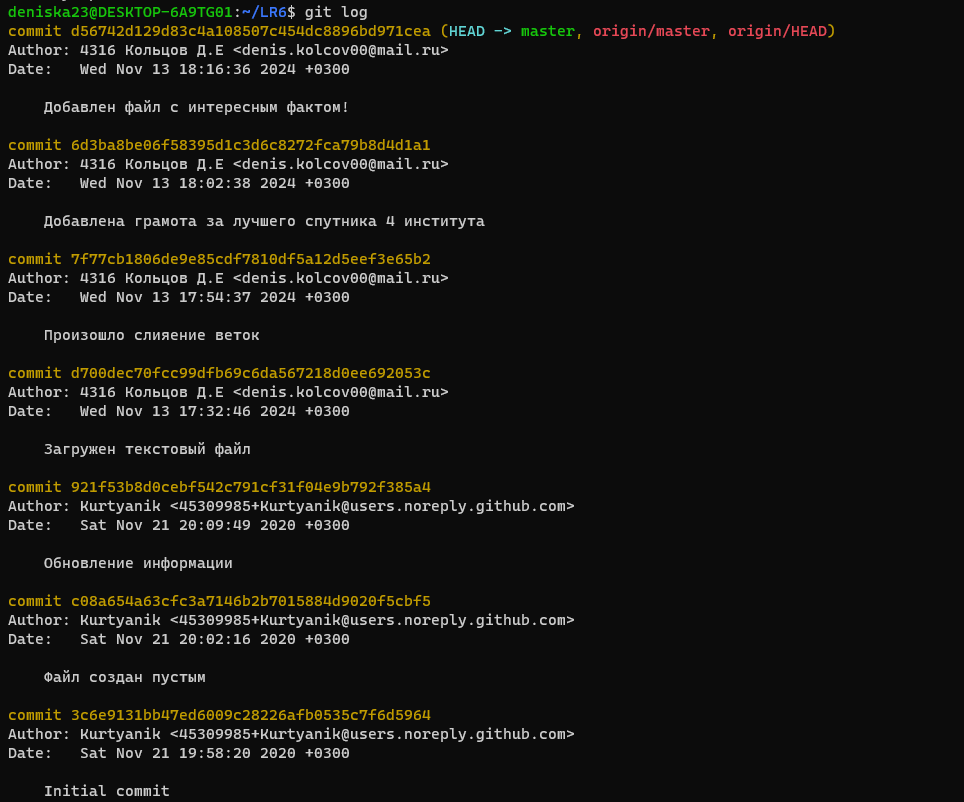 deniska23@DESKTOP-6A9TG01:~/LR6$ git log
commit d56742d129d83c4a108507c454dc8896bd971cea (HEAD -> master, origin/master, origin/HEAD)
Author: 4316 Кольцов Д.Е <denis.kolcov00@mail.ru>
Date:   Wed Nov 13 18:16:36 2024 +0300
Добавлен файл с интересным фактом!
commit 6d3ba8be06f58395d1c3d6c8272fca79b8d4d1a1
Author: 4316 Кольцов Д.Е <denis.kolcov00@mail.ru>
Date:   Wed Nov 13 18:02:38 2024 +0300
Добавлена грамота за лучшего спутника 4 института
commit 7f77cb1806de9e85cdf7810df5a12d5eef3e65b2
Author: 4316 Кольцов Д.Е <denis.kolcov00@mail.ru>
Date:   Wed Nov 13 17:54:37 2024 +0300
Произошло слияение веток
commit d700dec70fcc99dfb69c6da567218d0ee692053c
Author: 4316 Кольцов Д.Е <denis.kolcov00@mail.ru>
Date:   Wed Nov 13 17:32:46 2024 +0300
Загружен текстовый файл
commit 921f53b8d0cebf542c791cf31f04e9b792f385a4
Author: Kurtyanik <45309985+Kurtyanik@users.noreply.github.com>
Date:   Sat Nov 21 20:09:49 2020 +0300
Обновление информации
commit c08a654a63cfc3a7146b2b7015884d9020f5cbf5
Author: Kurtyanik <45309985+Kurtyanik@users.noreply.github.com>
Date:   Sat Nov 21 20:02:16 2020 +0300
Файл создан пустым
commit 3c6e9131bb47ed6009c28226afb0535c7f6d5964
Author: Kurtyanik <45309985+Kurtyanik@users.noreply.github.com>
Date:   Sat Nov 21 19:58:20 2020 +0300
Initial commit